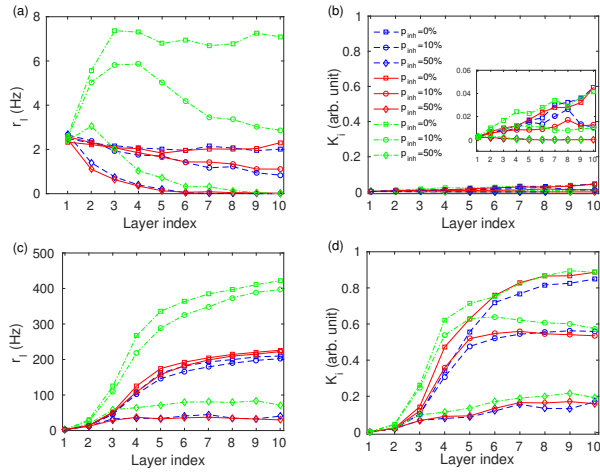 (a)
8
6
4
2
0
r_l (Hz)
1 2 3 4 5 6 7 8 9 10
Layer index
(b)
1
0.8
0.6
0.4
0.2
0
K_i (arb. unit)
p_inh=0%
p_inh=10%
p_inh=50%
p_inh=0%
p_inh=10%
p_inh=50%
p_inh=0%
p_inh=10%
p_inh=50%
0.06
0.04
0.02
0
1 2 3 4 5 6 7 8 9 10
1 2 3 4 5 6 7 8 9 10
Layer index
(c)
500
400
300
200
100
0
r_l (Hz)
1 2 3 4 5 6 7 8 9 10
Layer index
(d)
1
0.8
0.6
0.4
0.2
0
K_i (arb. unit)
1 2 3 4 5 6 7 8 9 10
Layer index